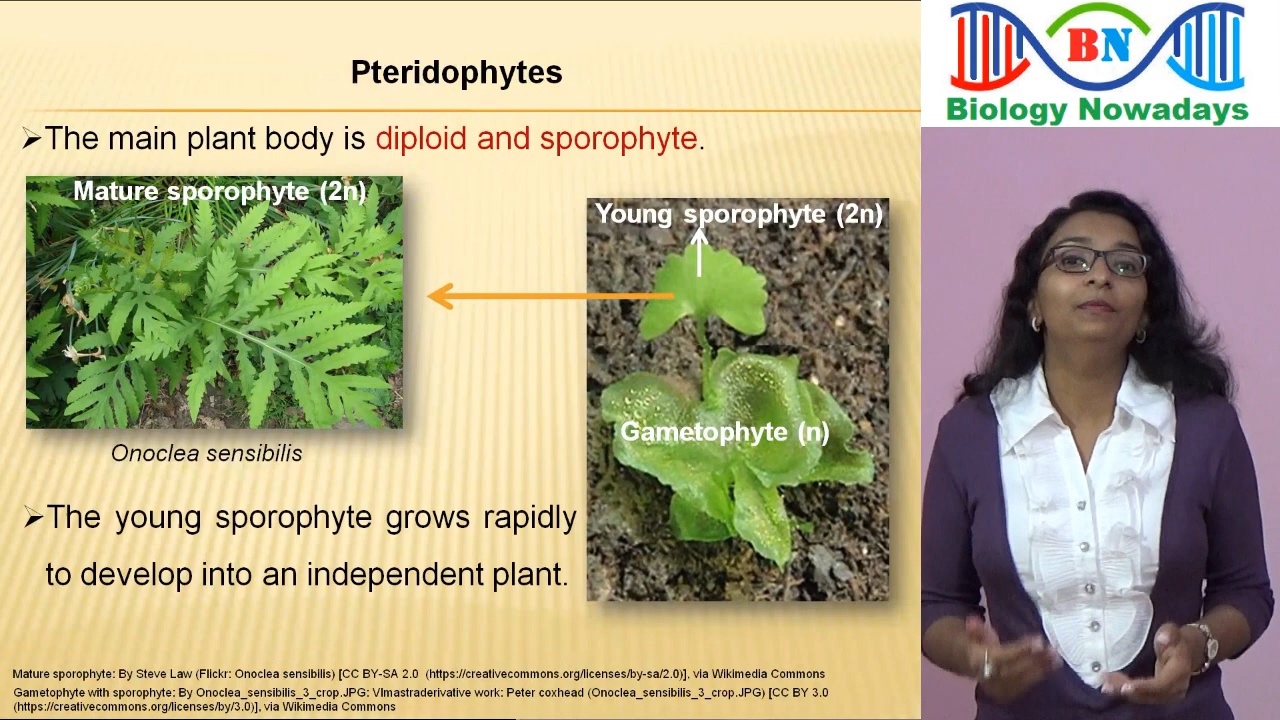 BN
Biology Nowadays
Pteridophytes
➢The main plant body is diploid and sporophyte.
Mature sporophyte (2n)
Young sporophyte (2n)
Gametophyte (n)
Onoclea sensibilis
➢The young sporophyte grows rapidly
to develop into an independent plant.
Mature sporophyte: By Steve Law (Flickr: Onoclea sensibilis) [CC BY-SA 2.0 (https://creativecommons.org/licenses/by-sa/2.0)], via Wikimedia Commons
Gametophyte with sporophyte: By Onoclea_sensibilis_3_crop.JPG: Vlmastraderivative work: Peter coxhead (Onoclea_sensibilis_3_crop.JPG) [CC BY 3.0
(https://creativecommons.org/licenses/by/3.0)], via Wikimedia Commons